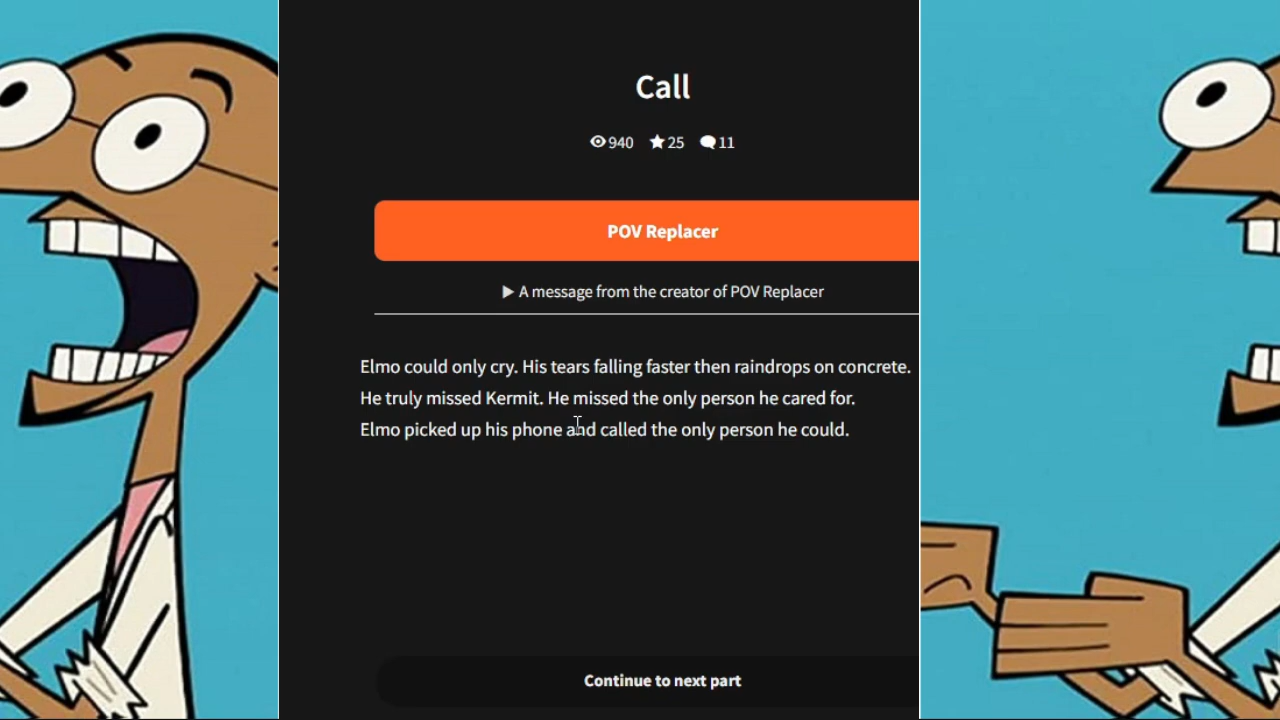 Call
940 25 11
POV Replacer
▶ A message from the creator of POV Replacer
Elmo could only cry. His tears falling faster then raindrops on concrete.
He truly missed Kermit. He missed the only person he cared for.
Elmo picked up his phone and called the only person he could.
Continue to next part